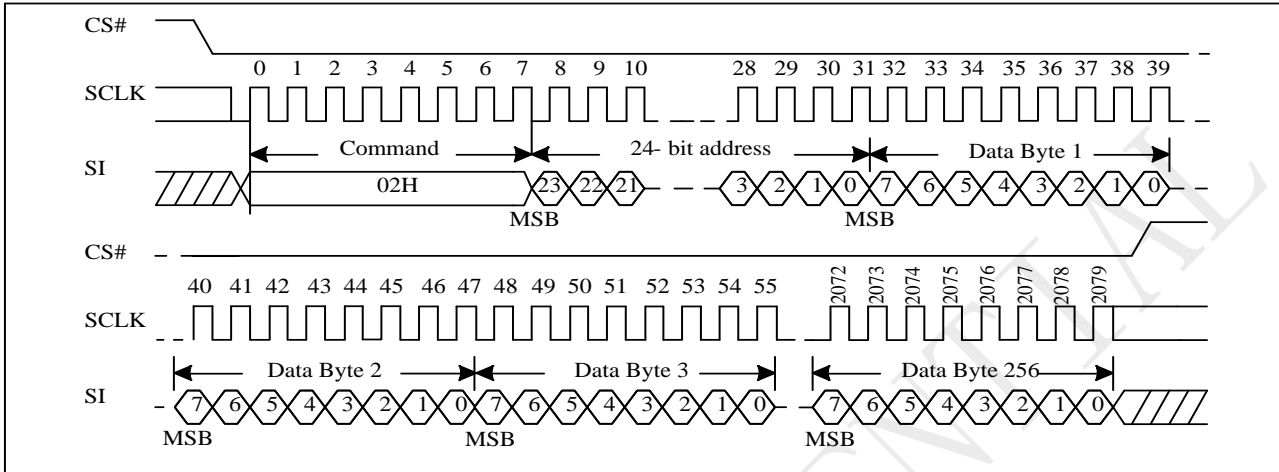 CS#
0 1 2 3 4 5 6 7 8 9 10 28 29 30 31 32 33 34 35 36 37 38 39
SCLK
Command 24- bit address Data Byte 1
SI
02H 23 22 21 3 2 1 0 7 6 5 4 3 2 1 0
MSB MSB
CS#
40 41 42 43 44 45 46 47 48 49 50 51 52 53 54 55 2072 2073 2074 2075 2076 2077 2078 2079
SCLK
Data Byte 2 Data Byte 3 Data Byte 256
SI
7 6 5 4 3 2 1 0 7 6 5 4 3 2 1 0 7 6 5 4 3 2 1 0
MSB MSB MSB
NTIAL